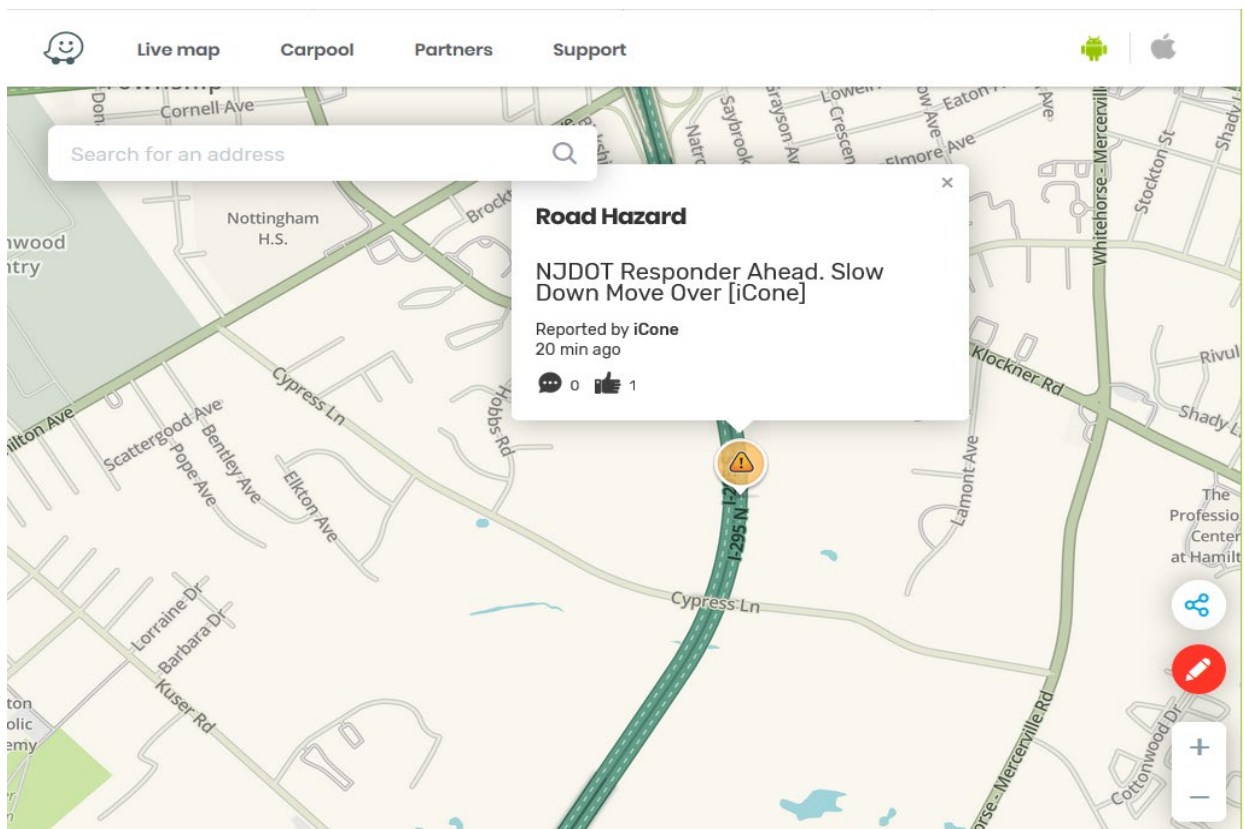 Live map
Carpool
Partners
Support
Township
Cornell Ave
Search for an address
Nottingham
H.S.
Saybrook
Eaton
Ave
Elmore Ave
Whitehorse - Mercerville
Stockton St
Shady
×
Road Hazard
NJDOT Responder Ahead. Slow
Down Move Over [iCone]
Reported by iCone
20 min ago
0
1
Klockner Rd
Shady L
Cypress Ln
Hobbs Rd
Scattergood Ave
Bentley Ave
Pope Ave
Elkton Ave
Lamont Ave
I-295 N
The
Professio
Center
at Hamilt
Cypress Ln
Lorraine Dr
Barbara Dr
Kuser Rd
Mercerville Rd
Cottonwood Dr
+
−